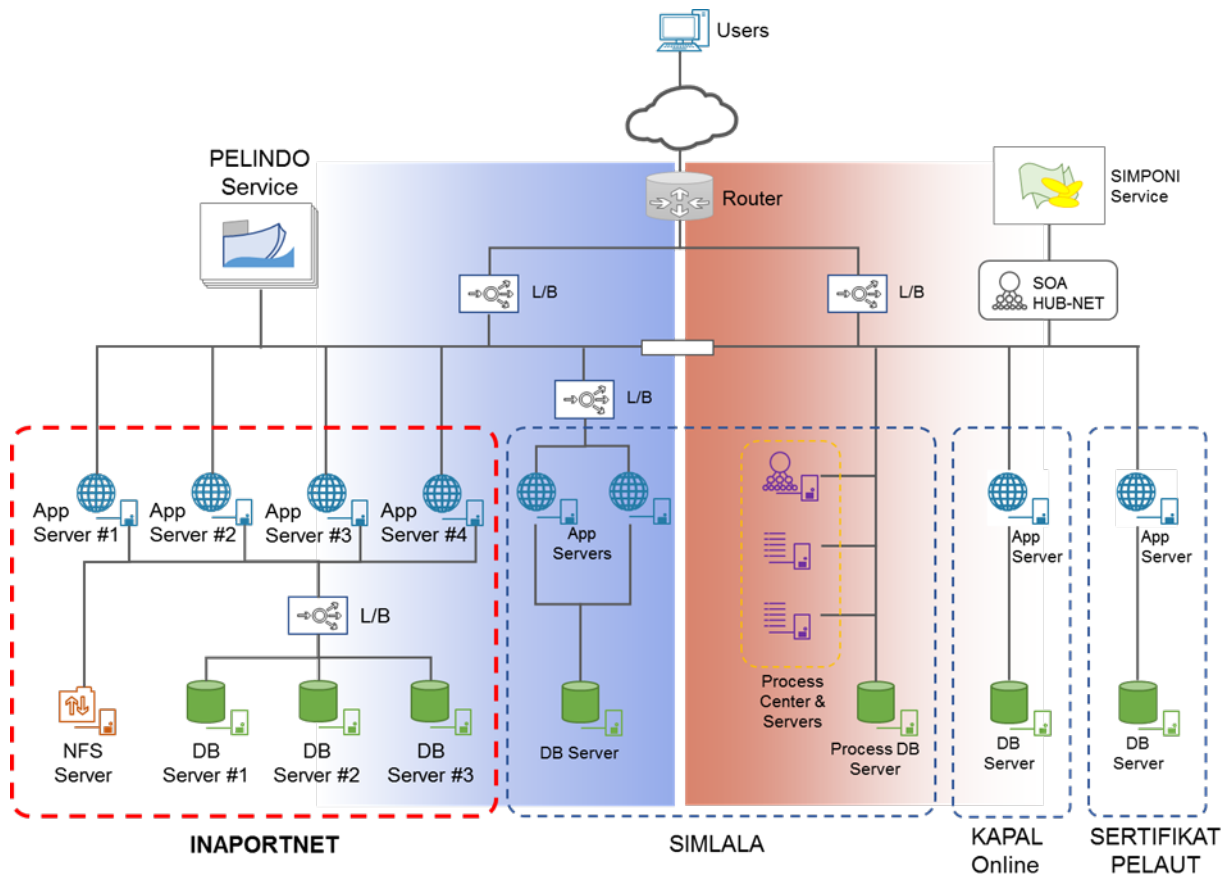 Users
PELINDO
Service
Router
SIMPONI
Service
L/B
L/B
SOA
HUB-NET
L/B
App
Server #1
App
Server #2
App
Server #3
App
Server #4
App
Servers
App
Server
App
Server
L/B
NFS
Server
DB
Server #1
DB
Server #2
DB
Server #3
DB Server
Process
Center &
Servers
Process DB
Server
DB
Server
DB
Server
INAPORTNET
SIMLALA
KAPAL
Online
SERTIFIKAT
PELAUT